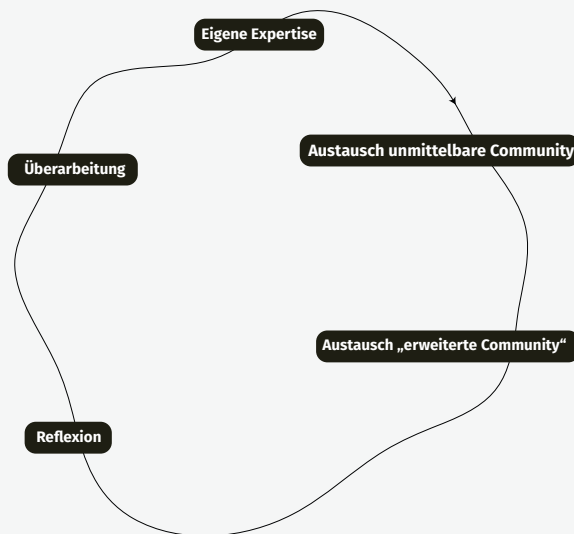 Eigene Expertise
Austausch unmittelbare Community
Überarbeitung
Austausch „erweiterte Community“
Reflexion